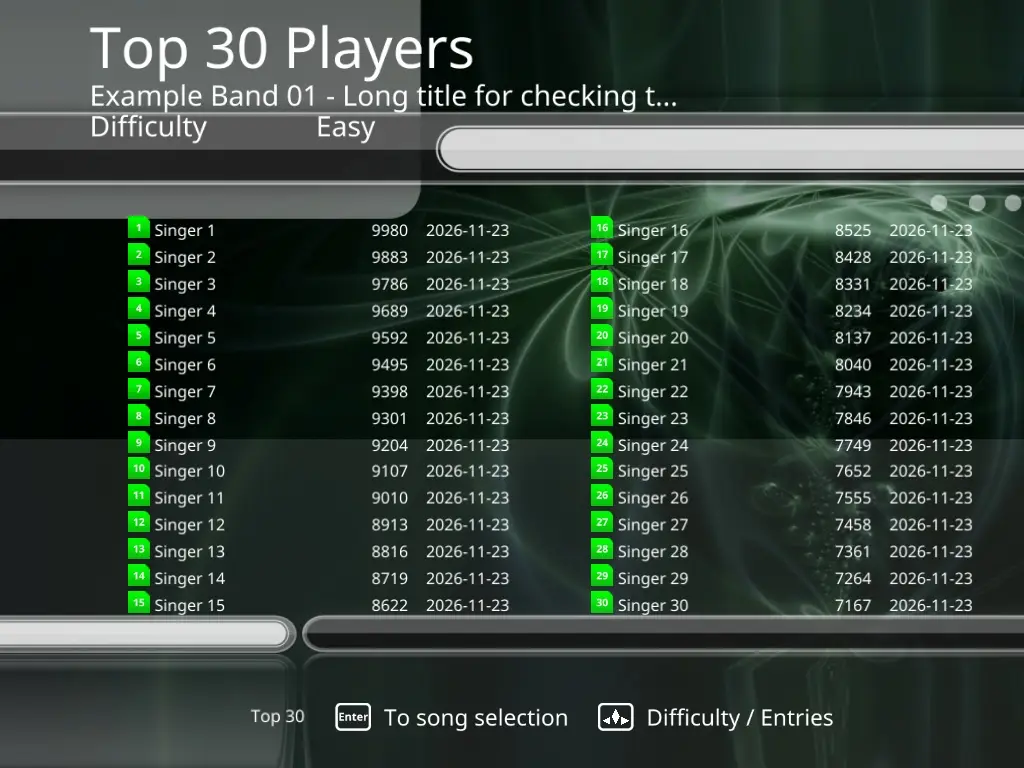 Top 30 Players
Example Band 01 - Long title for checking t...
Difficulty Easy
1 Singer 1 9980 2026-11-23
2 Singer 2 9883 2026-11-23
3 Singer 3 9786 2026-11-23
4 Singer 4 9689 2026-11-23
5 Singer 5 9592 2026-11-23
6 Singer 6 9495 2026-11-23
7 Singer 7 9398 2026-11-23
8 Singer 8 9301 2026-11-23
9 Singer 9 9204 2026-11-23
10 Singer 10 9107 2026-11-23
11 Singer 11 9010 2026-11-23
12 Singer 12 8913 2026-11-23
13 Singer 13 8816 2026-11-23
14 Singer 14 8719 2026-11-23
15 Singer 15 8622 2026-11-23
16 Singer 16 8525 2026-11-23
17 Singer 17 8428 2026-11-23
18 Singer 18 8331 2026-11-23
19 Singer 19 8234 2026-11-23
20 Singer 20 8137 2026-11-23
21 Singer 21 8040 2026-11-23
22 Singer 22 7943 2026-11-23
23 Singer 23 7846 2026-11-23
24 Singer 24 7749 2026-11-23
25 Singer 25 7652 2026-11-23
26 Singer 26 7555 2026-11-23
27 Singer 27 7458 2026-11-23
28 Singer 28 7361 2026-11-23
29 Singer 29 7264 2026-11-23
30 Singer 30 7167 2026-11-23
Top 30 Enter To song selection Difficulty / Entries